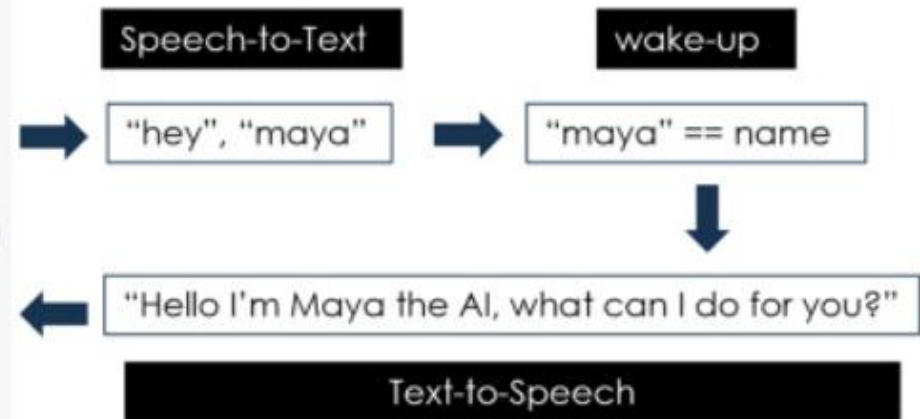 Speech-to-Text
wake-up
“hey”, “maya”
“maya” == name
“Hello I’m Maya the AI, what can I do for you?”
Text-to-Speech